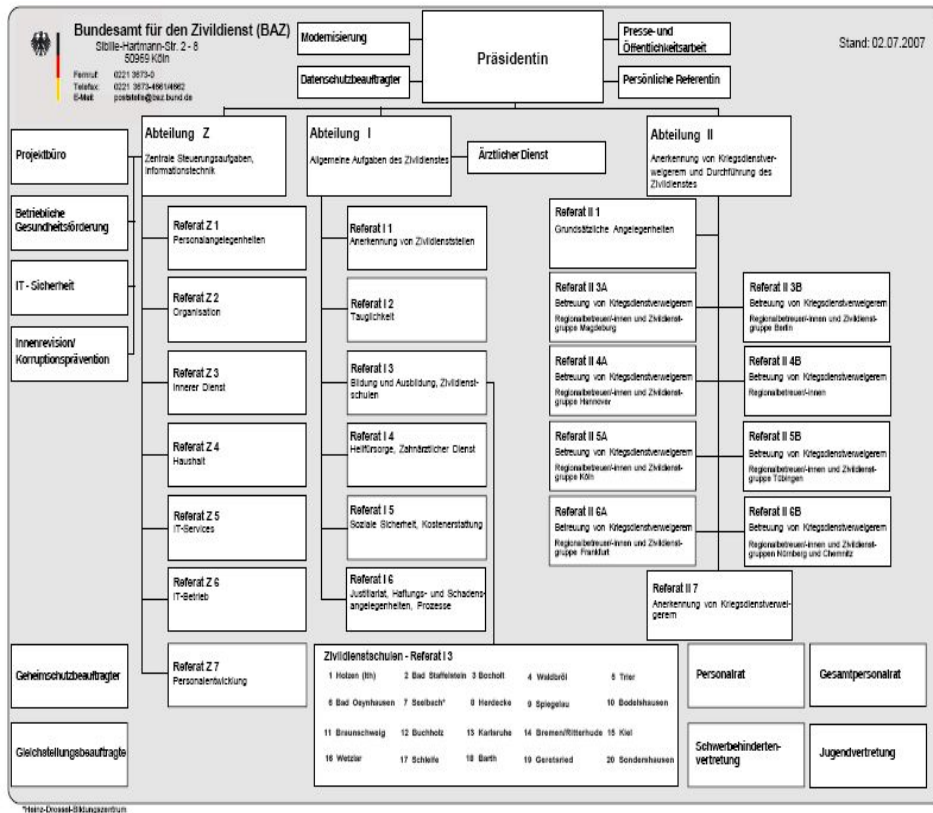 Bundesamt für den Zivildienst (BAZ)
Sibille-Hartmann-Str. 2 - 8
50969 Köln
Fernruf: 0221 3673-0
Telefax: 0221 3673-4661/4662
E-Mail: poststelle@baz.bund.de
Modernisierung
Datenschutzbeauftragter
Präsidentin
Presse- und
Öffentlichkeitsarbeit
Persönliche Referentin
Stand: 02.07.2007
Projektbüro
Betriebliche
Gesundheitsförderung
IT - Sicherheit
Innenrevision/
Korruptionsprävention
Geheimschutzbeauftragter
Gleichstellungsbeauftragte
Abteilung Z
Zentrale Steuerungsaufgaben,
Informationstechnik
Referat Z 1
Personalangelegenheiten
Referat Z 2
Organisation
Referat Z 3
Innerer Dienst
Referat Z 4
Haushalt
Referat Z 5
IT-Services
Referat Z 6
IT-Betrieb
Referat Z 7
Personalentwicklung
Abteilung I
Allgemeine Aufgaben des Zivildienstes
Ärztlicher Dienst
Referat I 1
Anerkennung von Zivildienststellen
Referat I 2
Tauglichkeit
Referat I 3
Bildung und Ausbildung, Zivildienst-
schulen
Referat I 4
Heilfürsorge, Zahnärztlicher Dienst
Referat I 5
Soziale Sicherheit, Kostenerstattung
Referat I 6
Justitiariat, Haftungs- und Schadens-
angelegenheiten, Prozesse
Abteilung II
Anerkennung von Kriegsdienstver-
weigerern und Durchführung des
Zivildienstes
Referat II 1
Grundsätzliche Angelegenheiten
Referat II 3A
Betreuung von Kriegsdienstverweigerern
Regionalbetreuer/-innen und Zivildienst-
gruppe Magdeburg
Referat II 3B
Betreuung von Kriegsdienstverweigerern
Regionalbetreuer/-innen und Zivildienst-
gruppe Berlin
Referat II 4A
Betreuung von Kriegsdienstverweigerern
Regionalbetreuer/-innen und Zivildienst-
gruppe Hannover
Referat II 4B
Betreuung von Kriegsdienstverweigerern
Regionalbetreuer/-innen
Referat II 5A
Betreuung von Kriegsdienstverweigerern
Regionalbetreuer/-innen und Zivildienst-
gruppe Köln
Referat II 5B
Betreuung von Kriegsdienstverweigerern
Regionalbetreuer/-innen und Zivildienst-
gruppe Tübingen
Referat II 6A
Betreuung von Kriegsdienstverweigerern
Regionalbetreuer/-innen und Zivildienst-
gruppe Frankfurt
Referat II 6B
Betreuung von Kriegsdienstverweigerern
Regionalbetreuer/-innen und Zivildienst-
gruppen Nürnberg und Chemnitz
Referat II 7
Anerkennung von Kriegsdienstverwei-
gerern
Zivildienstschulen - Referat I 3
1 Holzen (Ith) 2 Bad Staffelstein 3 Bocholt 4 Waldbröl 5 Trier
6 Bad Oeynhausen 7 Seelbach* 8 Herdecke 9 Spiegelau 10 Bodelshausen
11 Braunschweig 12 Buchholz 13 Karlsruhe 14 Bremen/Ritterhude 15 Kiel
16 Wetzlar 17 Schleife 18 Barth 19 Geretsried 20 Sondershausen
Personalrat
Gesamtpersonalrat
Schwerbehinderten-
vertretung
Jugendvertretung
*Heinz-Drossel-Bildungszentrum